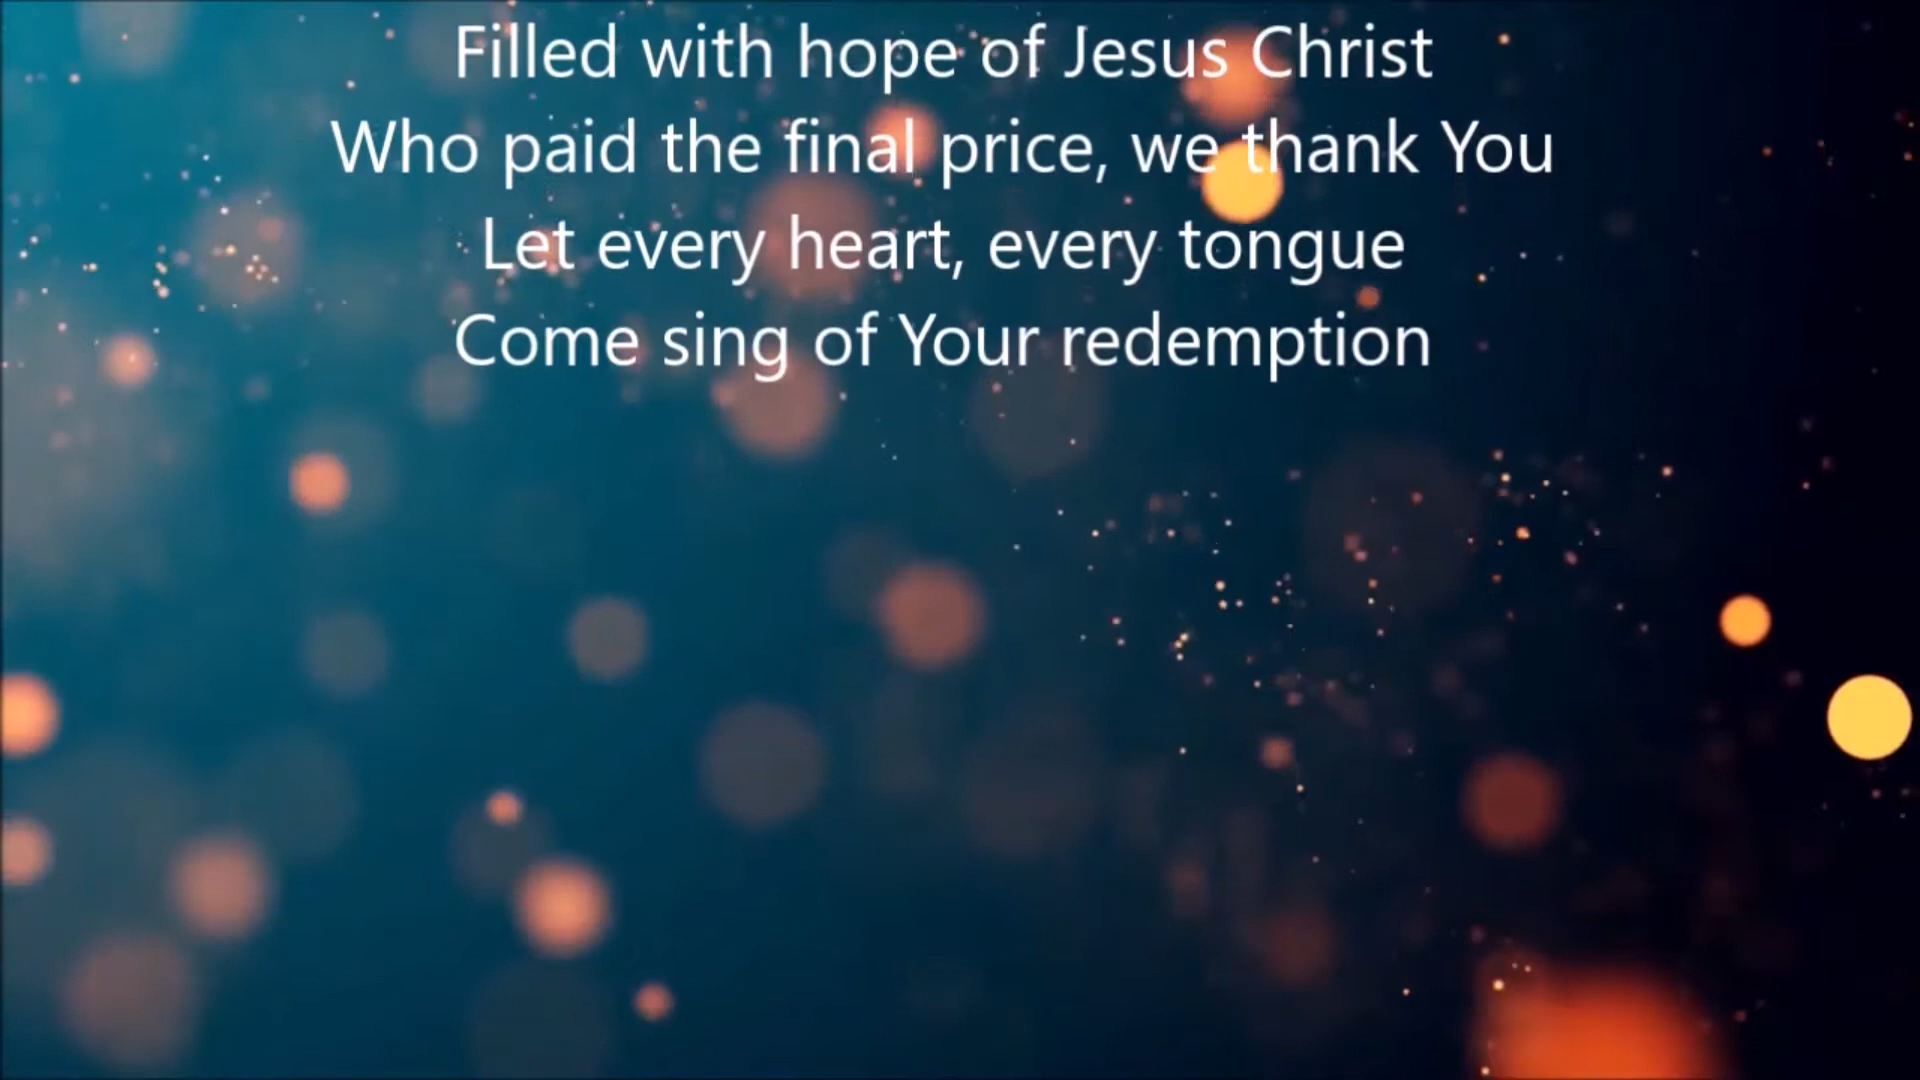 Filled with hope of Jesus Christ
Who paid the final price, we thank You
Let every heart, every tongue
Come sing of Your redemption